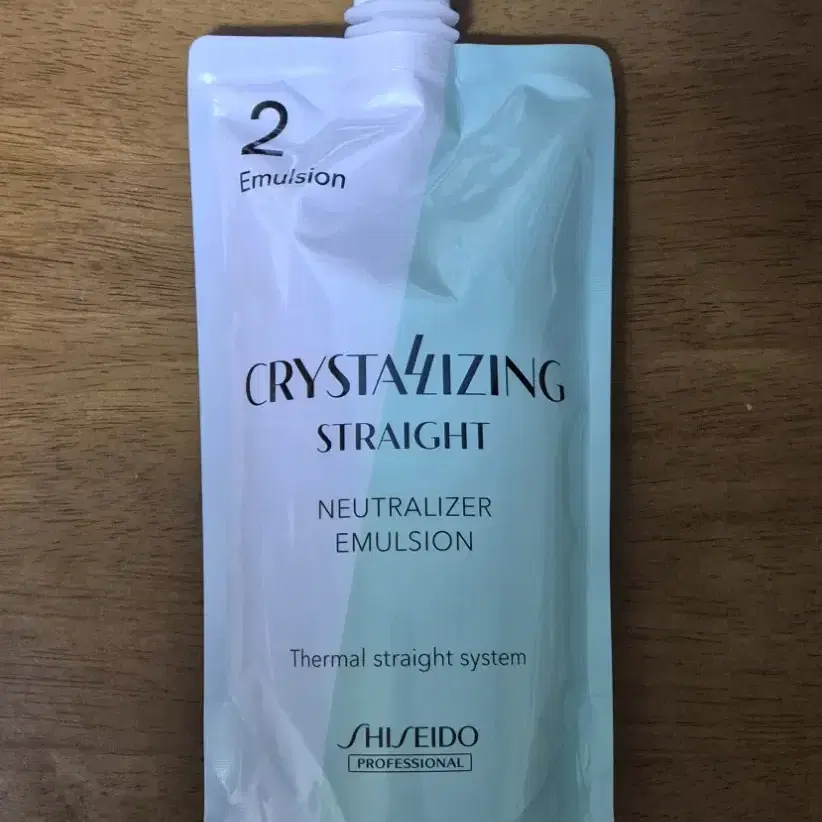 2
Emulsion
CRYSTALLIZING
STRAIGHT
NEUTRALIZER
EMULSION
Thermal straight system
SHISEIDO
PROFESSIONAL